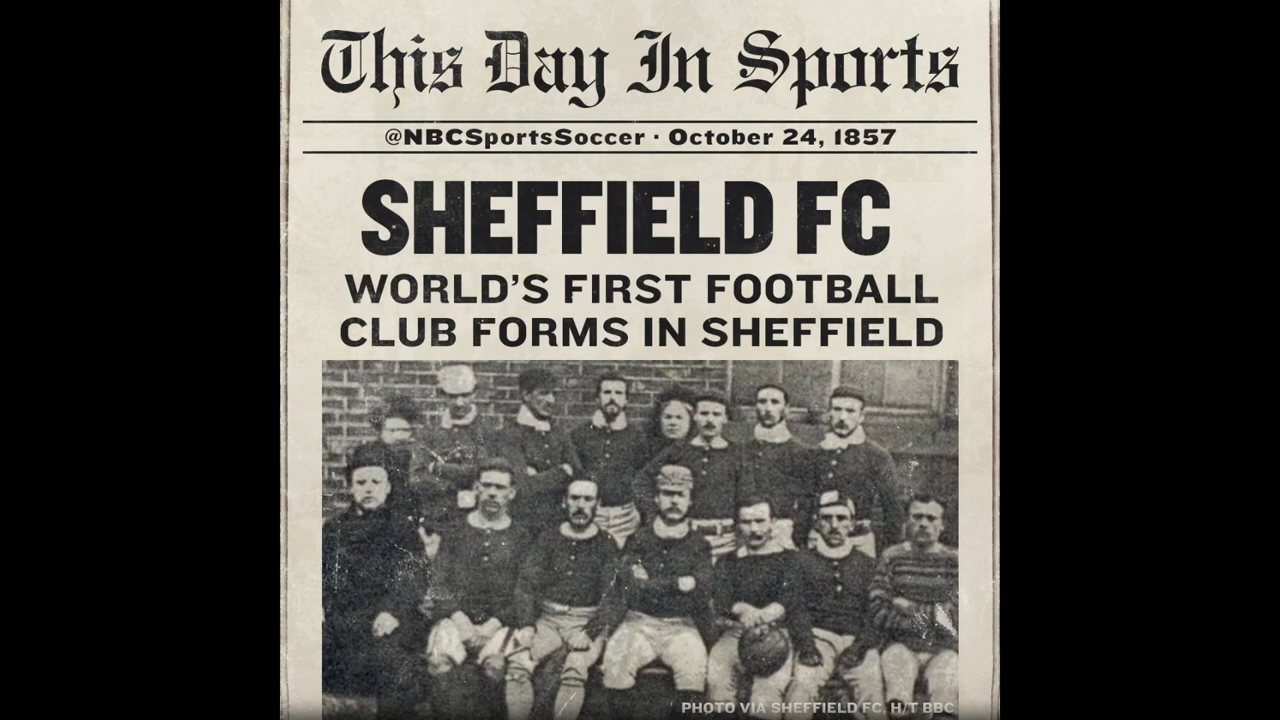 This Day In Sports
@NBCSportsSoccer · October 24, 1857
SHEFFIELD FC
WORLD'S FIRST FOOTBALL
CLUB FORMS IN SHEFFIELD
PHOTO VIA SHEFFIELD FC, H/T BBC